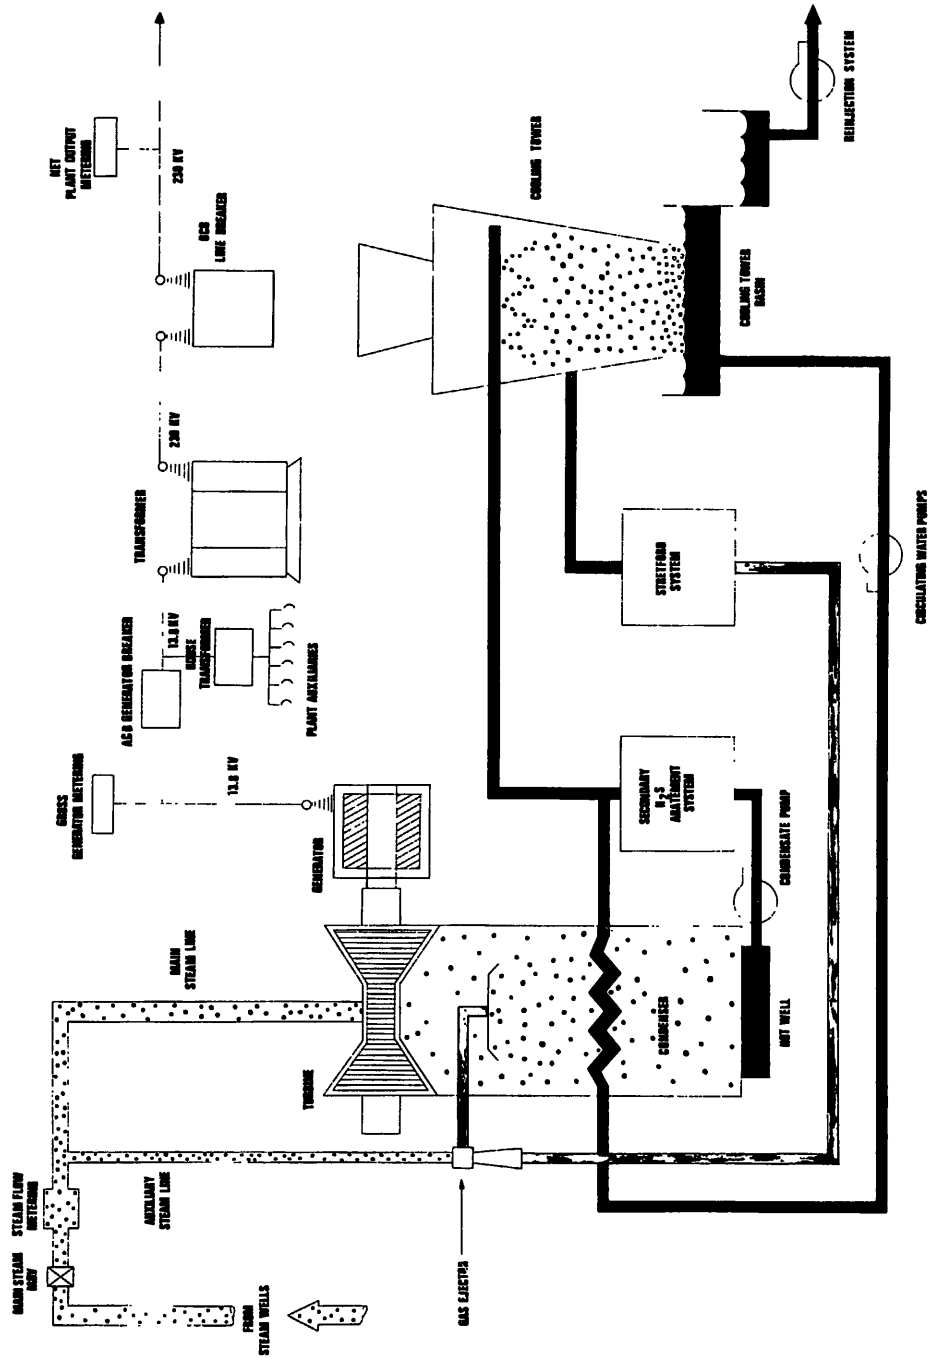 FROM
STEAM WELLS
MAIN STEAM
MOV
STEAM FLOW
METERING
AUXILIARY
STEAM LINE
MAIN
STEAM LINE
GAS EJECTOR
TURBINE
CONDENSER
HOT WELL
GENERATOR
GROSS
GENERATOR METERING
13.8 KV
ACB GENERATOR BREAKER
13.8 KV
HOUSE
TRANSFORMER
PLANT AUXILIARIES
TRANSFORMER
230 KV
OCB
LINE BREAKER
230 KV
NET
PLANT OUTPUT
METERING
SECONDARY
H2S
ABATEMENT
SYSTEM
CONDENSATE PUMP
STRETFORD
SYSTEM
CIRCULATING WATER PUMPS
COOLING TOWER
COOLING TOWER
BASIN
REINJECTION SYSTEM